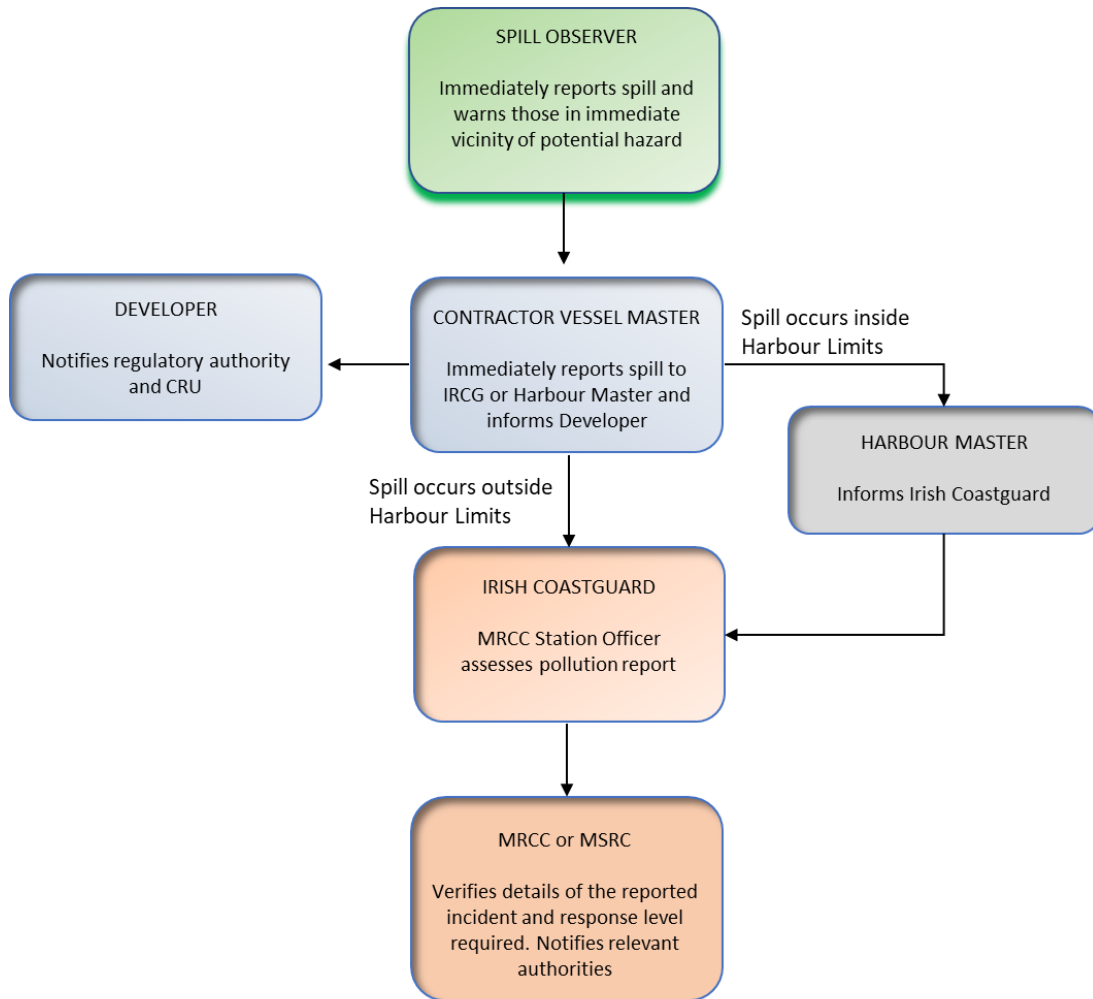 SPILL OBSERVER
Immediately reports spill and
warns those in immediate
vicinity of potential hazard
DEVELOPER
Notifies regulatory authority
and CRU
CONTRACTOR VESSEL MASTER
Immediately reports spill to
IRCG or Harbour Master and
informs Developer
Spill occurs inside
Harbour Limits
HARBOUR MASTER
Informs Irish Coastguard
Spill occurs outside
Harbour Limits
IRISH COASTGUARD
MRCC Station Officer
assesses pollution report
MRCC or MSRC
Verifies details of the reported
incident and response level
required. Notifies relevant
authorities